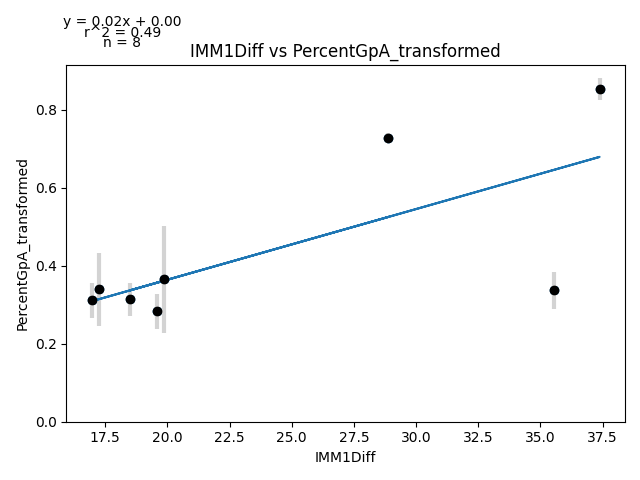 y = 0.02x + 0.00
r^2 = 0.49
n = 8
IMM1Diff vs PercentGpA_transformed
PercentGpA_transformed
0.8
0.6
0.4
0.2
0.0
17.5 20.0 22.5 25.0 27.5 30.0 32.5 35.0 37.5
IMM1Diff